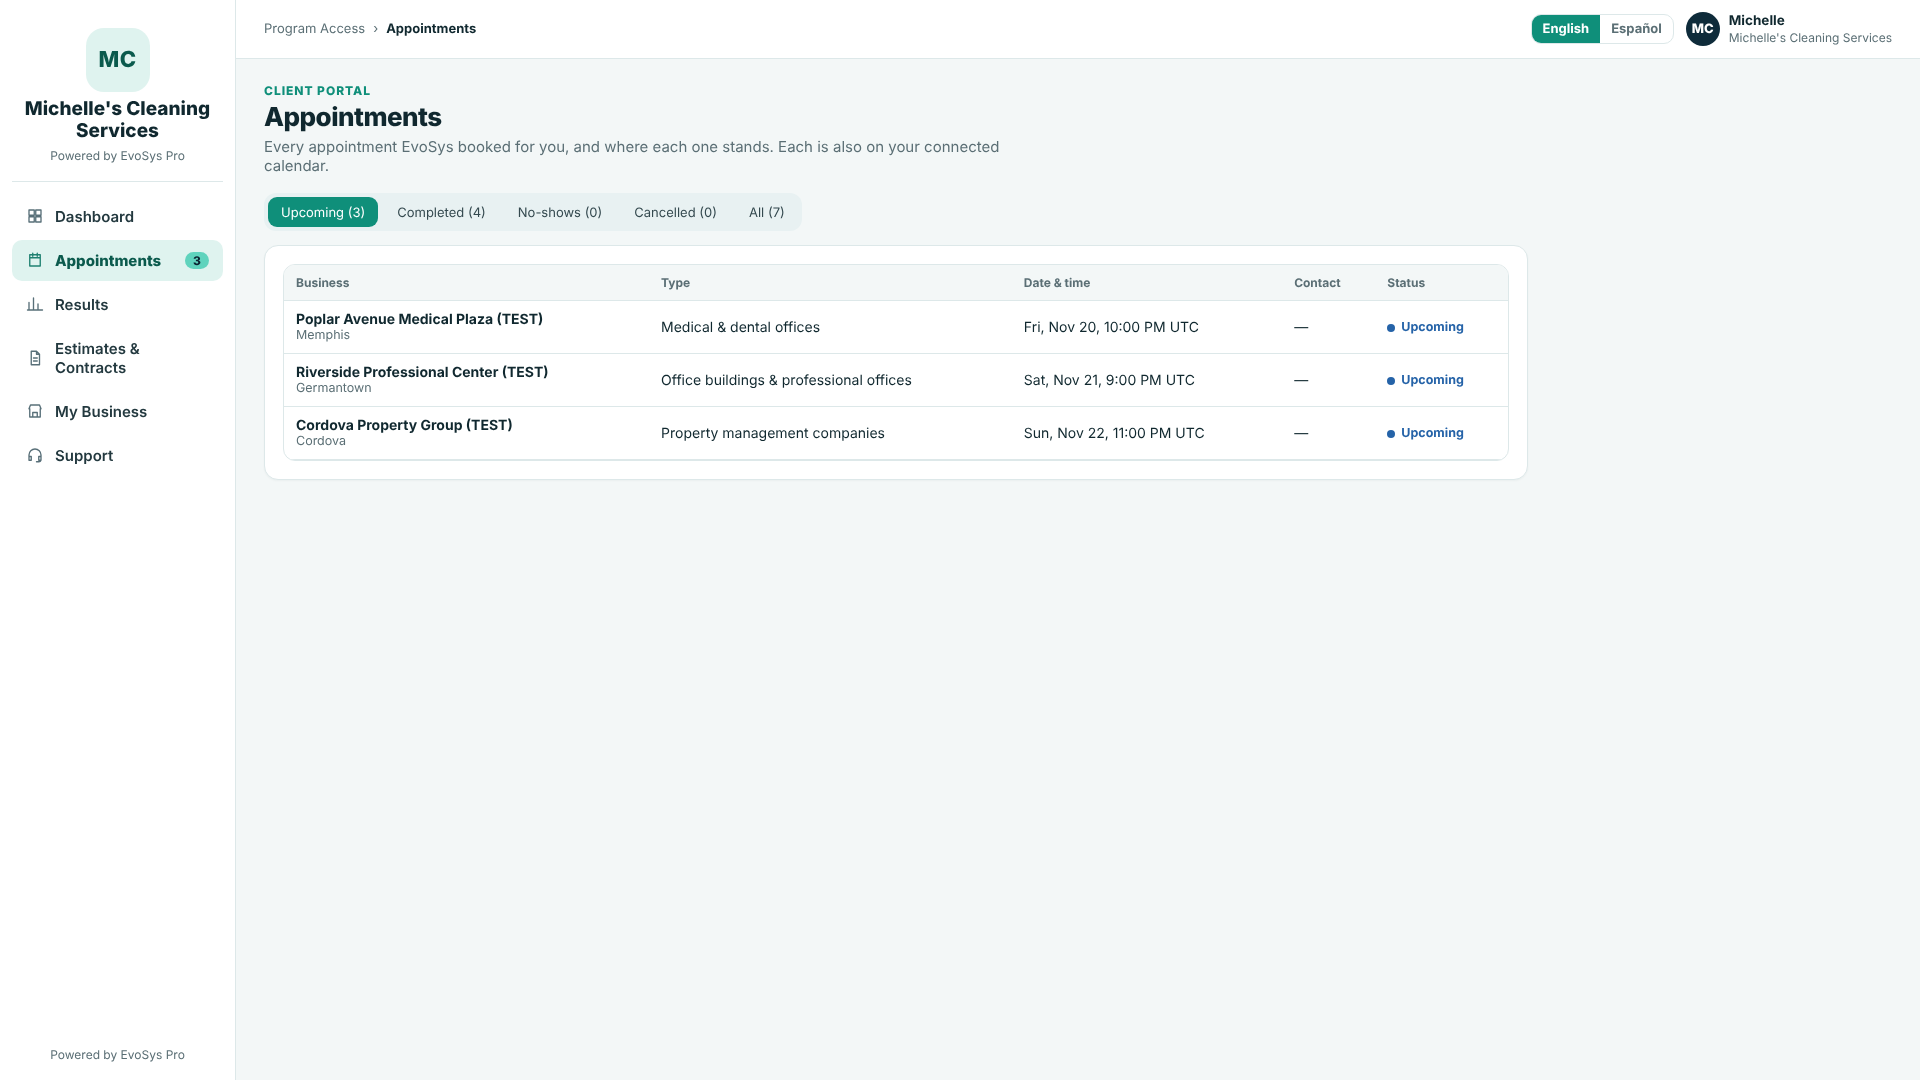 MC
Michelle's Cleaning
Services
Powered by EvoSys Pro
Dashboard
Appointments 3
Results
Estimates &
Contracts
My Business
Support
Powered by EvoSys Pro
Program Access › Appointments
English Español
MC
Michelle
Michelle's Cleaning Services
CLIENT PORTAL
Appointments
Every appointment EvoSys booked for you, and where each one stands. Each is also on your connected
calendar.
Upcoming (3) Completed (4) No-shows (0) Cancelled (0) All (7)
Business Type Date & time Contact Status
Poplar Avenue Medical Plaza (TEST)
Memphis
Medical & dental offices
Fri, Nov 20, 10:00 PM UTC
—
Upcoming
Riverside Professional Center (TEST)
Germantown
Office buildings & professional offices
Sat, Nov 21, 9:00 PM UTC
—
Upcoming
Cordova Property Group (TEST)
Cordova
Property management companies
Sun, Nov 22, 11:00 PM UTC
—
Upcoming